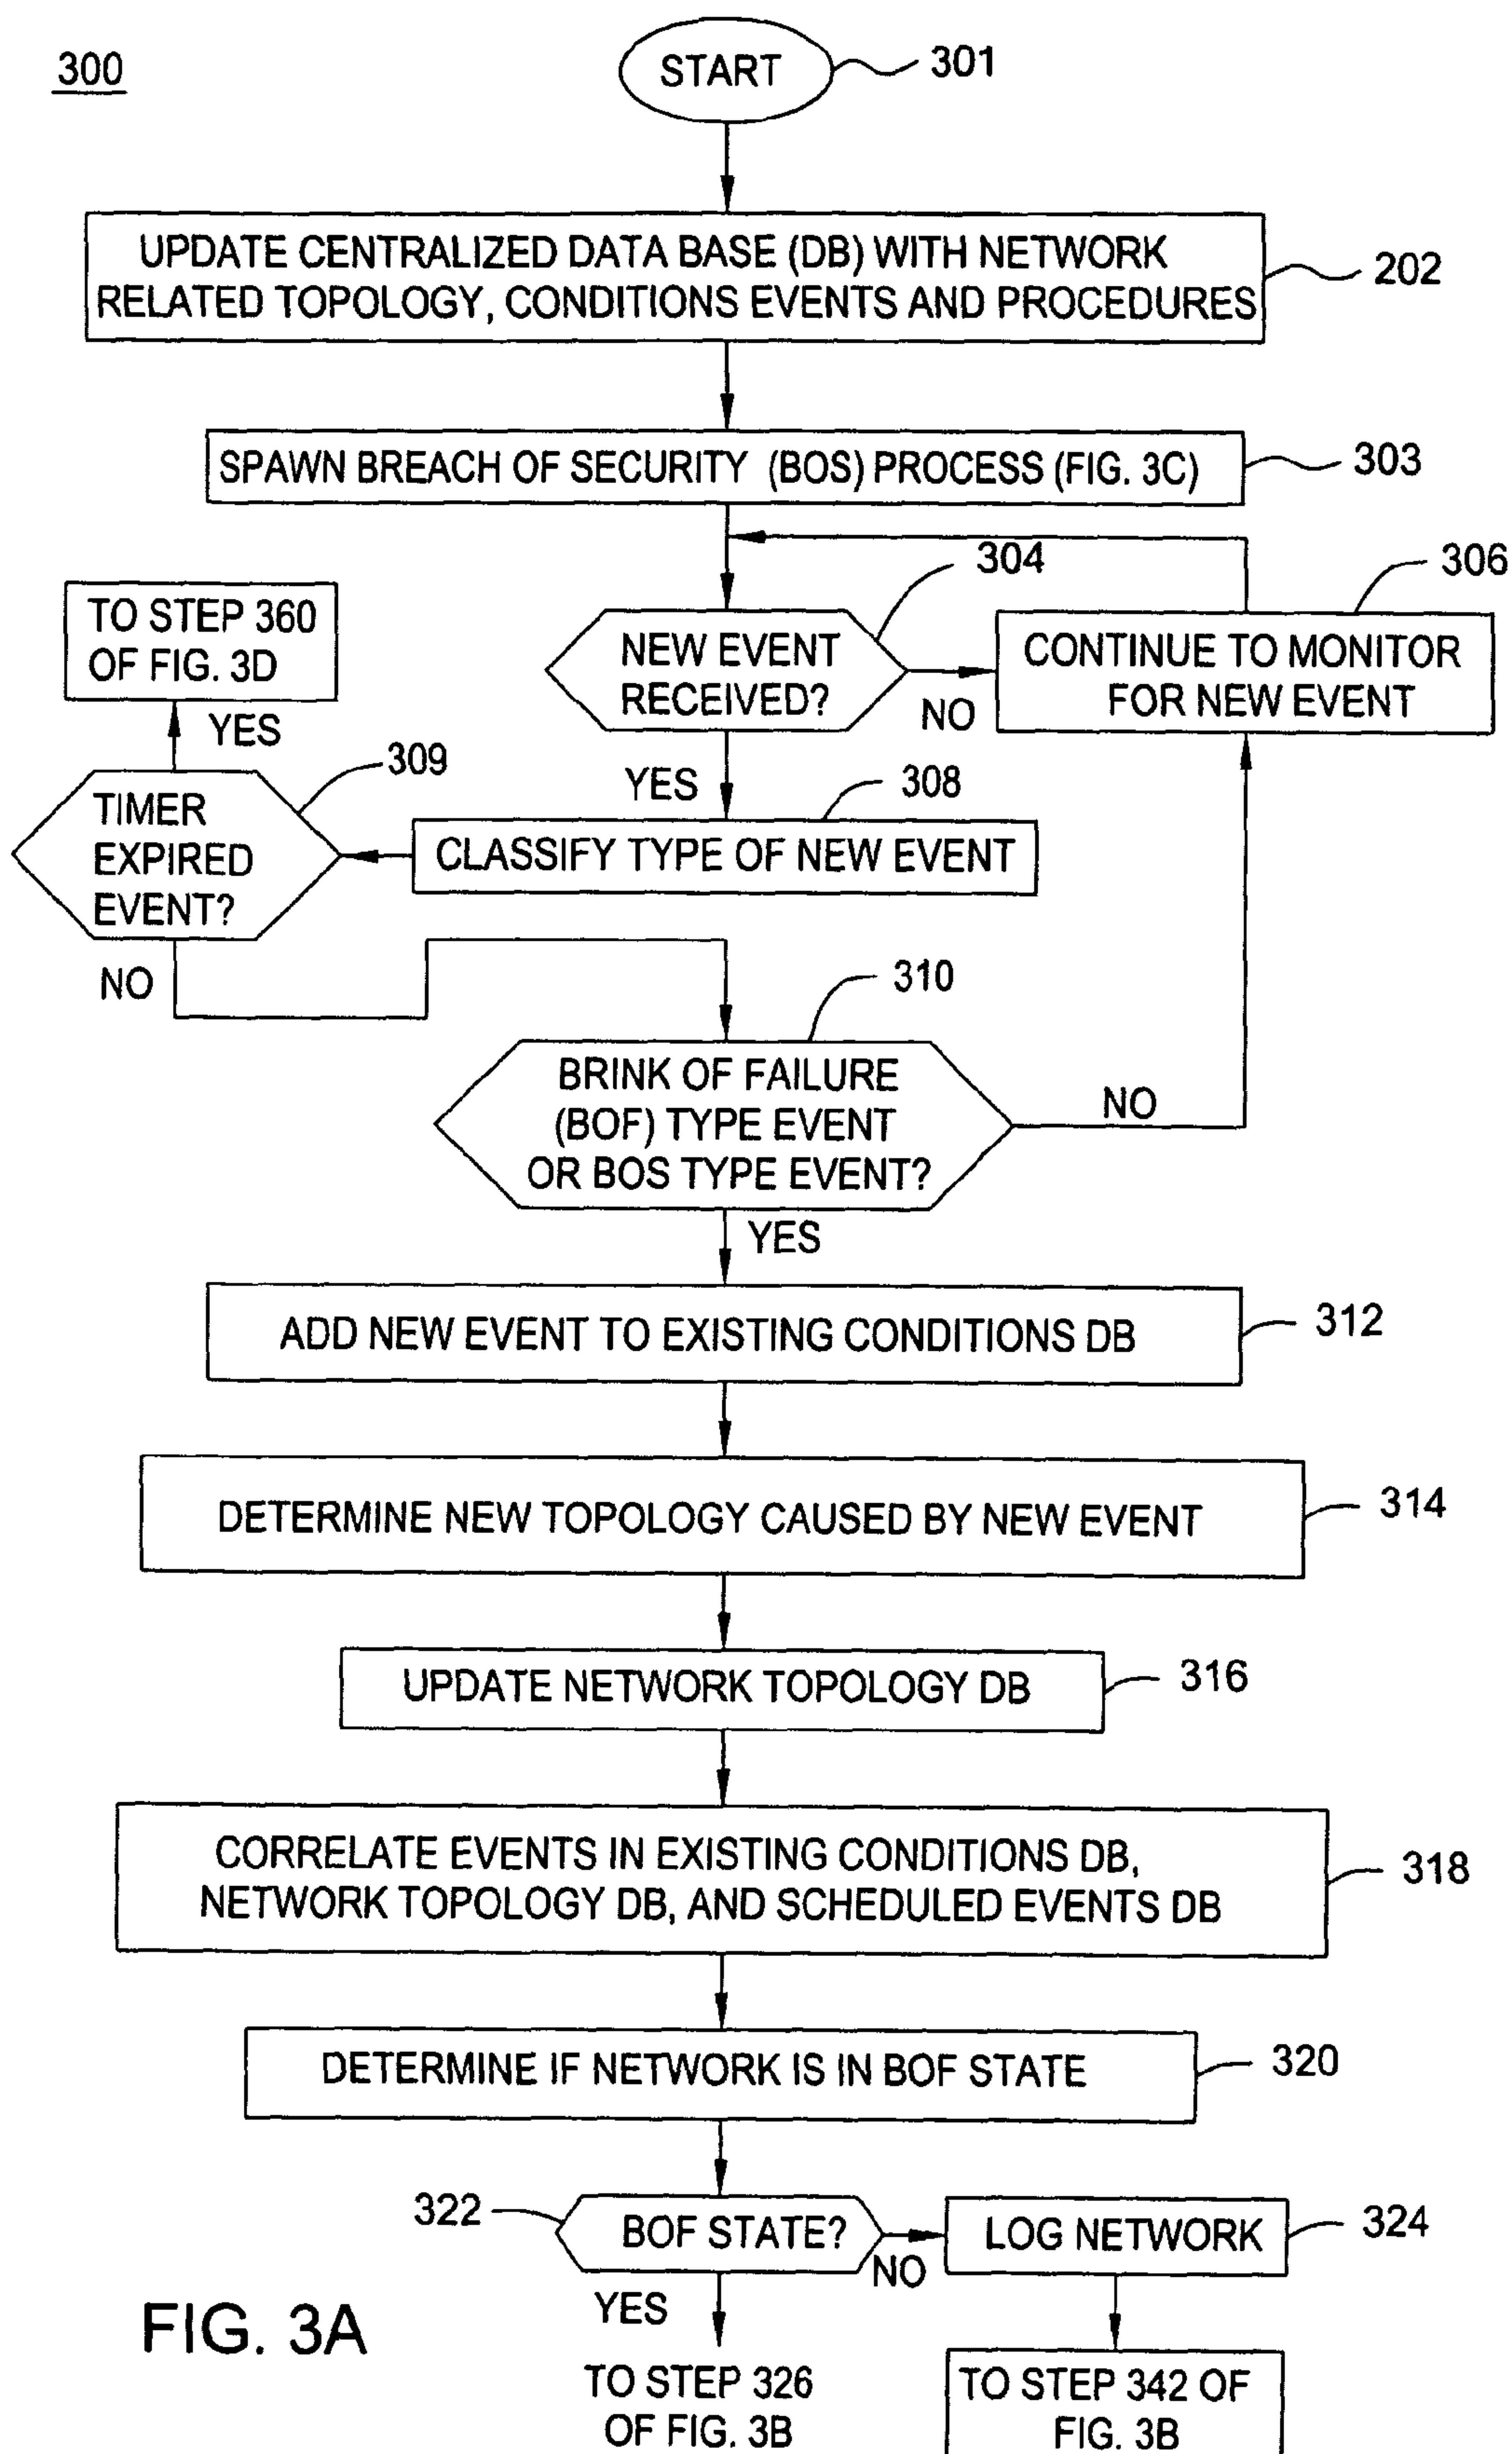 300
START
301
UPDATE CENTRALIZED DATA BASE (DB) WITH NETWORK
RELATED TOPOLOGY, CONDITIONS EVENTS AND PROCEDURES
202
SPAWN BREACH OF SECURITY (BOS) PROCESS (FIG. 3C)
303
304
306
TO STEP 360
OF FIG. 3D
NEW EVENT
RECEIVED?
NO
CONTINUE TO MONITOR
FOR NEW EVENT
YES
309
YES
308
TIMER
EXPIRED
EVENT?
CLASSIFY TYPE OF NEW EVENT
NO
310
BRINK OF FAILURE
(BOF) TYPE EVENT
OR BOS TYPE EVENT?
NO
YES
ADD NEW EVENT TO EXISTING CONDITIONS DB
312
DETERMINE NEW TOPOLOGY CAUSED BY NEW EVENT
314
UPDATE NETWORK TOPOLOGY DB
316
CORRELATE EVENTS IN EXISTING CONDITIONS DB,
NETWORK TOPOLOGY DB, AND SCHEDULED EVENTS DB
318
DETERMINE IF NETWORK IS IN BOF STATE
320
322
BOF STATE?
NO
LOG NETWORK
324
YES
FIG. 3A
TO STEP 326
OF FIG. 3B
TO STEP 342 OF
FIG. 3B